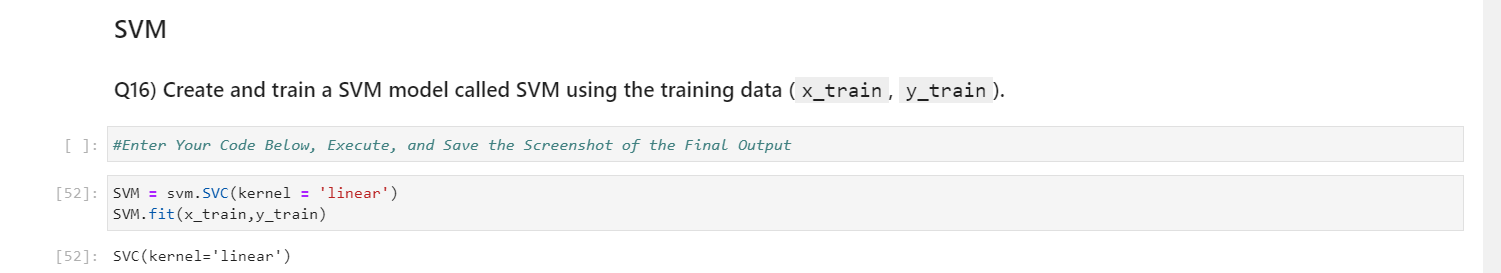 SVM
Q16) Create and train a SVM model called SVM using the training data ( x_train , y_train ).
[ ]: #Enter Your Code Below, Execute, and Save the Screenshot of the Final Output
[52]: SVM = svm.SVC(kernel = 'linear')
SVM.fit(x_train,y_train)
[52]: SVC(kernel='linear')